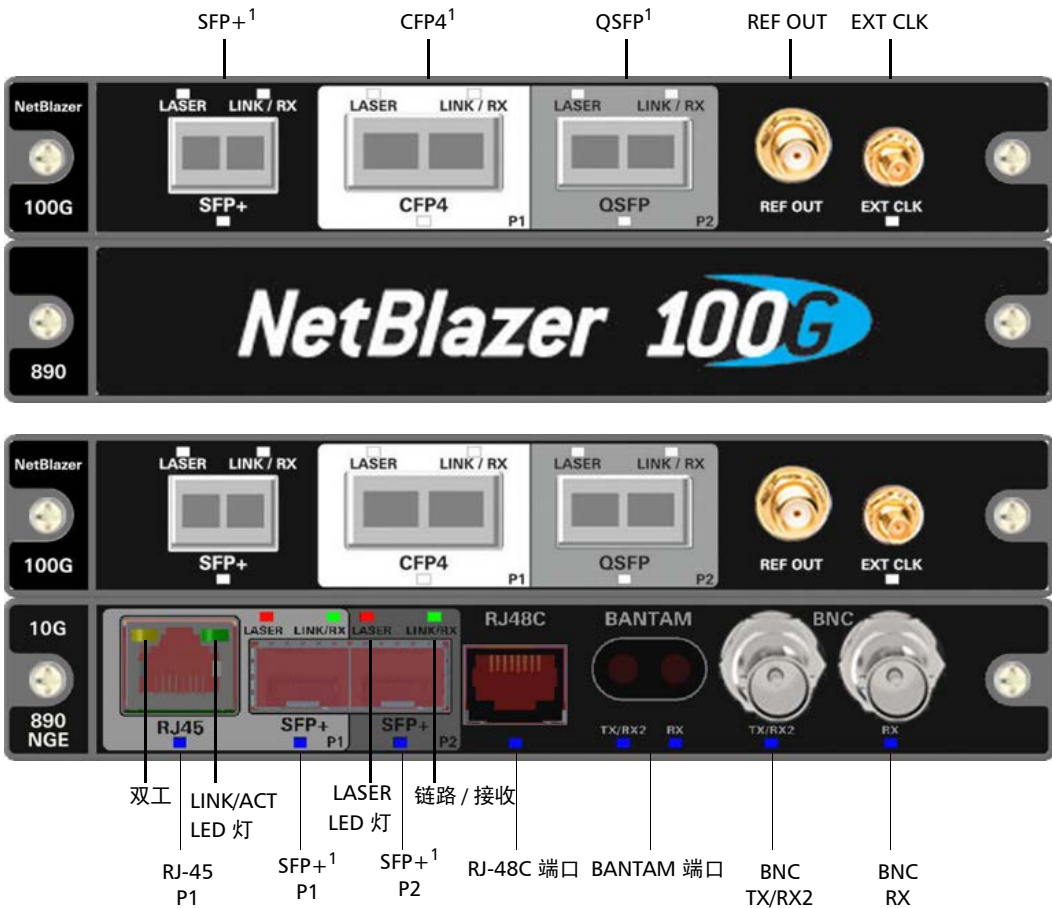 SFP+1 CFP41 QSFP1 REF OUT EXT CLK
NetBlazer LASER LINK / RX LASER LINK / RX LASER LINK / RX
100G SFP+ CFP4 P1 QSFP P2 REF OUT EXT CLK
NetBlazer 100G
890
NetBlazer LASER LINK / RX LASER LINK / RX LASER LINK / RX
100G SFP+ CFP4 P1 QSFP P2 REF OUT EXT CLK
10G LASER LINK/RX LASER LINK/RX RJ48C BANTAM BNC
890 NGE RJ45 SFP+ P1 SFP+ P2 TX/RX2 RX TX/RX2 RX
双工 LINK/ACT LASER 链路 / 接收
LED 灯 LED 灯
RJ-45 SFP+1 SFP+1 RJ-48C 端口 BANTAM 端口 BNC BNC
P1 P1 P2 TX/RX2 RX